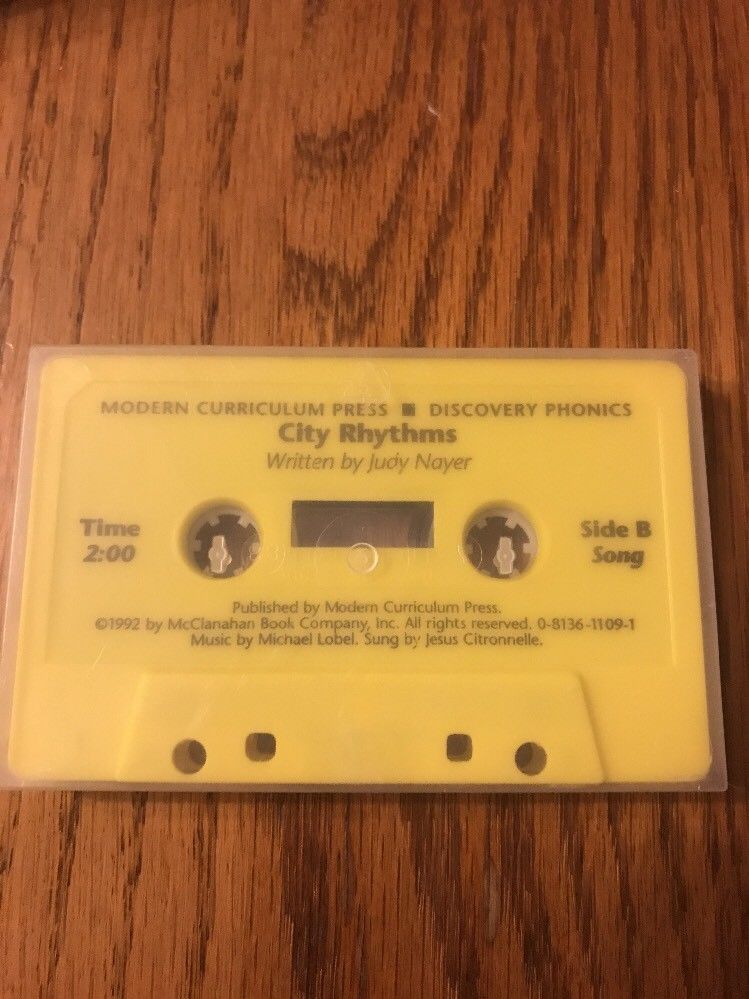 MODERN CURRICULUM PRESS ■ DISCOVERY PHONICS
City Rhythms
Written by Judy Nayer
Time
2:00
Side B
Song
Published by Modern Curriculum Press.
©1992 by McClanahan Book Company, Inc. All rights reserved. 0-8136-1109-1
Music by Michael Lobel. Sung by Jesus Citronnelle.